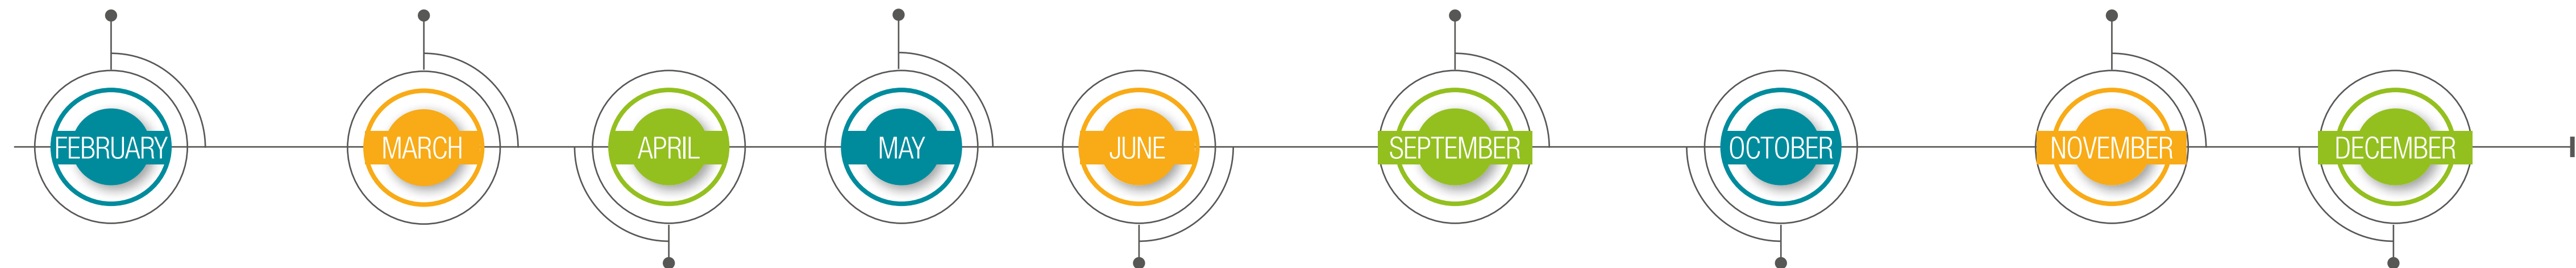 FEBRUARY
MARCH
APRIL
MAY
JUNE
SEPTEMBER
OCTOBER
NOVEMBER
DECEMBER